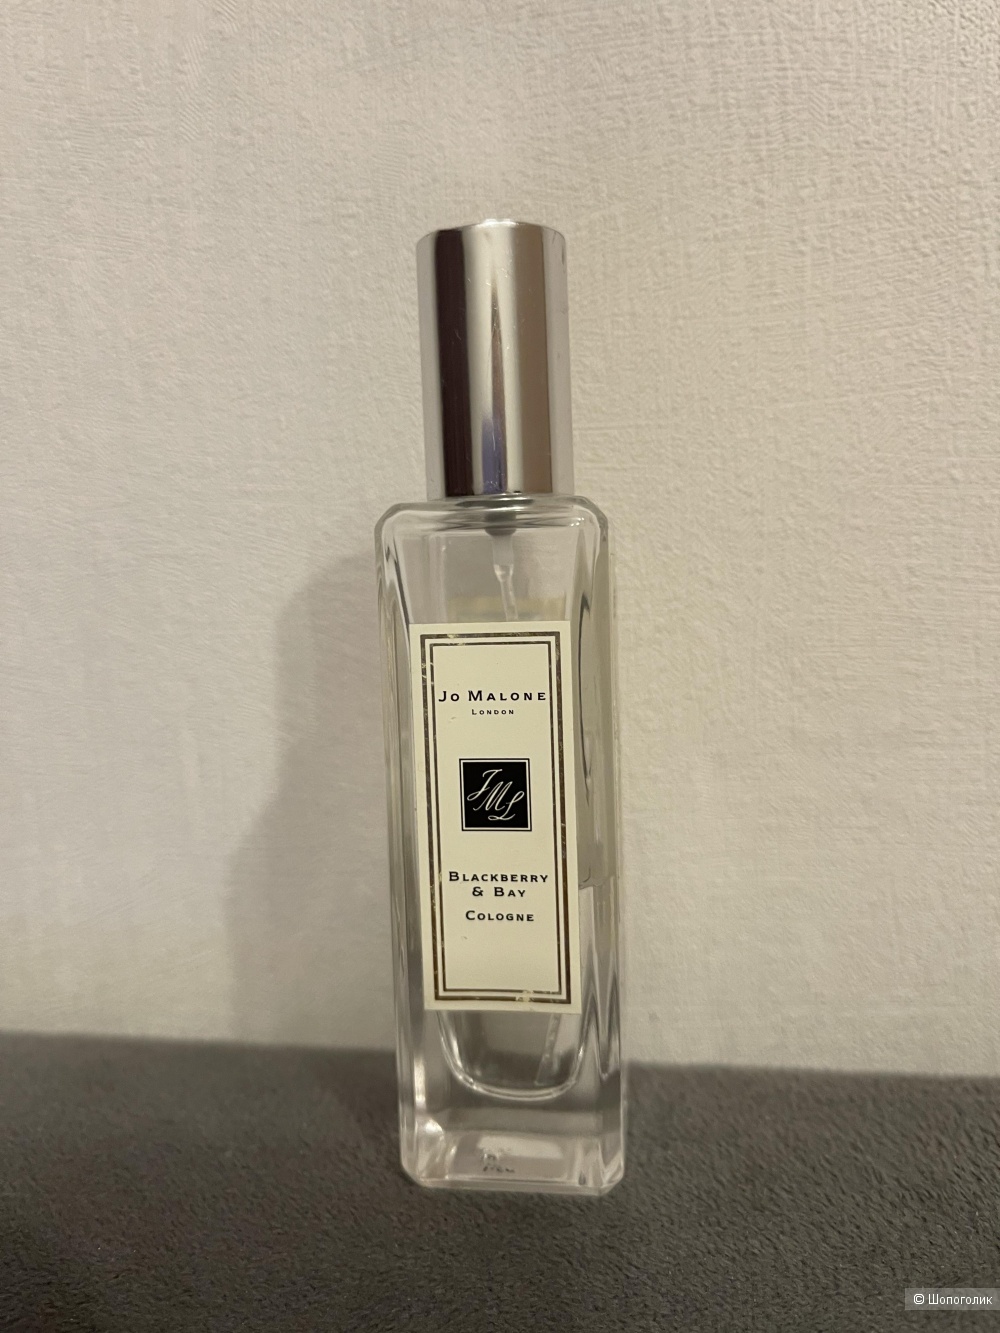 Jo Malone
London
JML
Blackberry
& Bay
Cologne
© Шопоголик